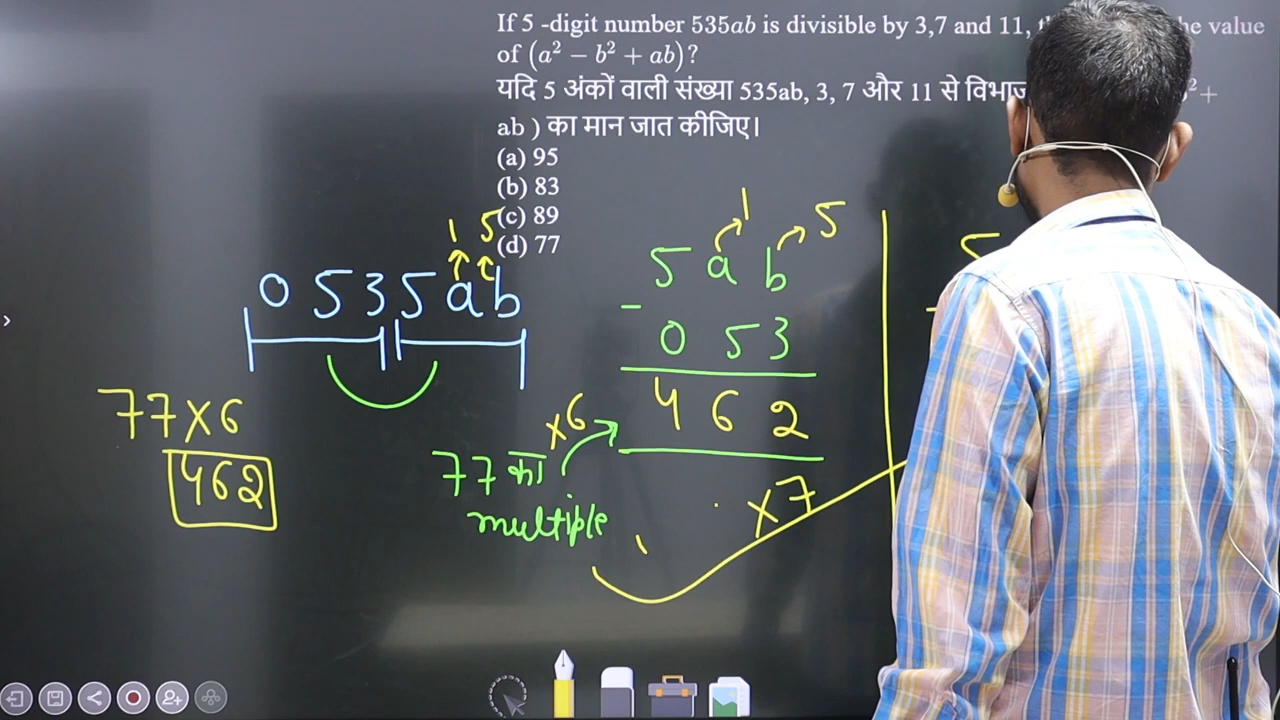 If 5 -digit number 535ab is divisible by 3,7 and 11, value
of (a² − b² + ab)?
यदि 5 अंकों वाली संख्या 535ab, 3, 7 और 11 से +
ab ) का मान जात कीजिए।
(a) 95
(b) 83
(c) 89
(d) 77
1 5
0 5 3 5 a b
1 5
5 a b
- 0 5 3
4 6 2
77 का multiple
×6
×7
77×6
462
5
-